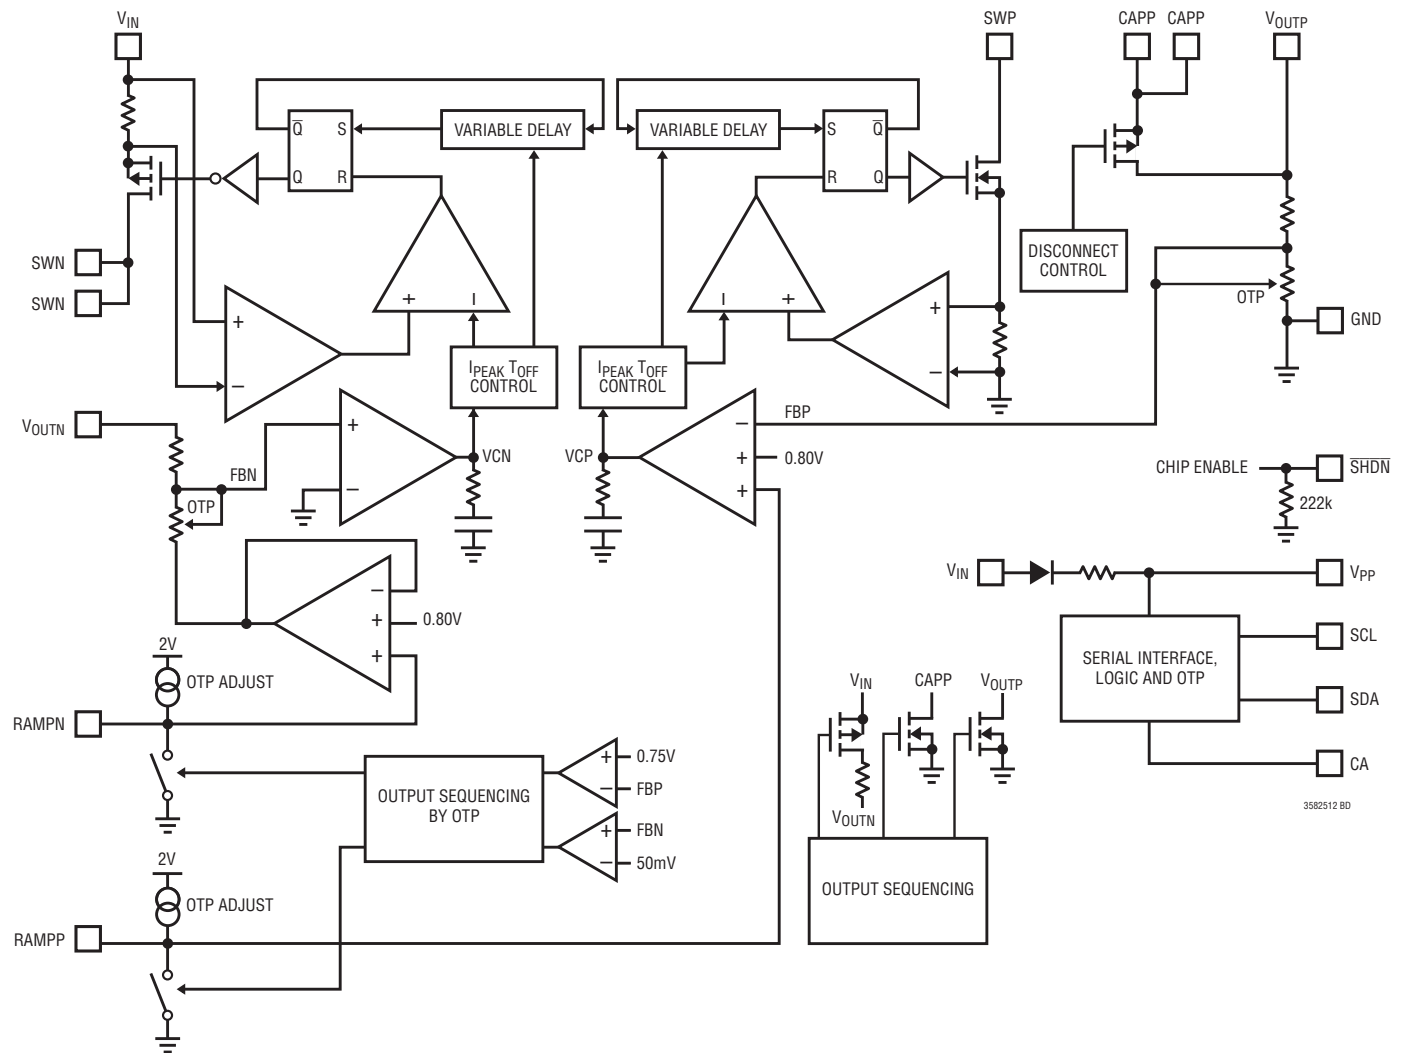 VIN
SWP
CAPP
CAPP
VOUTP
Q̅
S
VARIABLE DELAY
VARIABLE DELAY
S
Q̅
Q
R
R
Q
SWN
SWN
DISCONNECT
CONTROL
OTP
GND
+
–
+
–
–
+
+
–
IPEAK TOFF
CONTROL
IPEAK TOFF
CONTROL
VOUTN
FBN
OTP
+
–
VCN
VCP
–
+
+
FBP
0.80V
CHIP ENABLE
S̅H̅D̅N̅
222k
VIN
VPP
–
+
+
0.80V
2V
OTP ADJUST
RAMPN
SERIAL INTERFACE,
LOGIC AND OTP
SCL
SDA
CA
VIN
CAPP
VOUTP
VOUTN
OUTPUT SEQUENCING
BY OTP
+
0.75V
–
FBP
+
FBN
–
50mV
OUTPUT SEQUENCING
2V
OTP ADJUST
RAMPP
3582512 BD